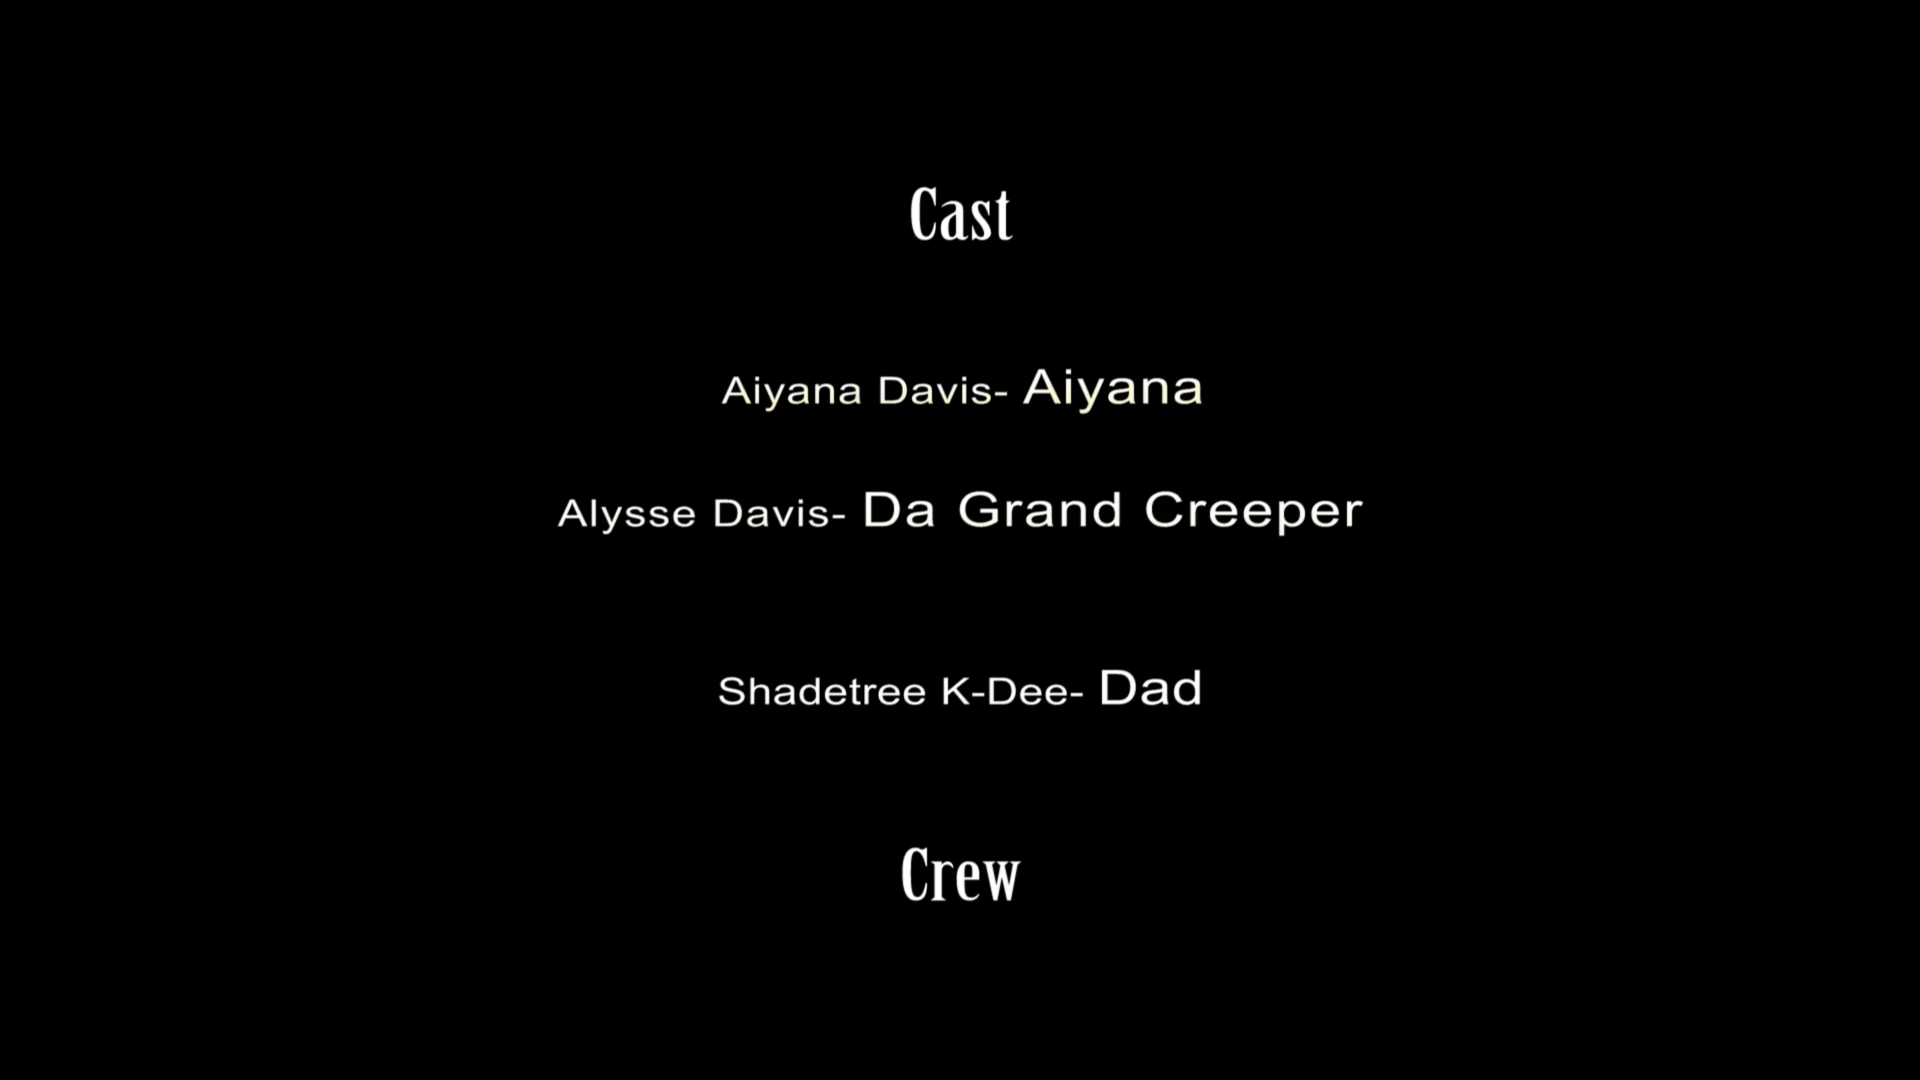 Cast
Aiyana Davis- Aiyana
Alysse Davis- Da Grand Creeper
Shadetree K-Dee- Dad
Crew